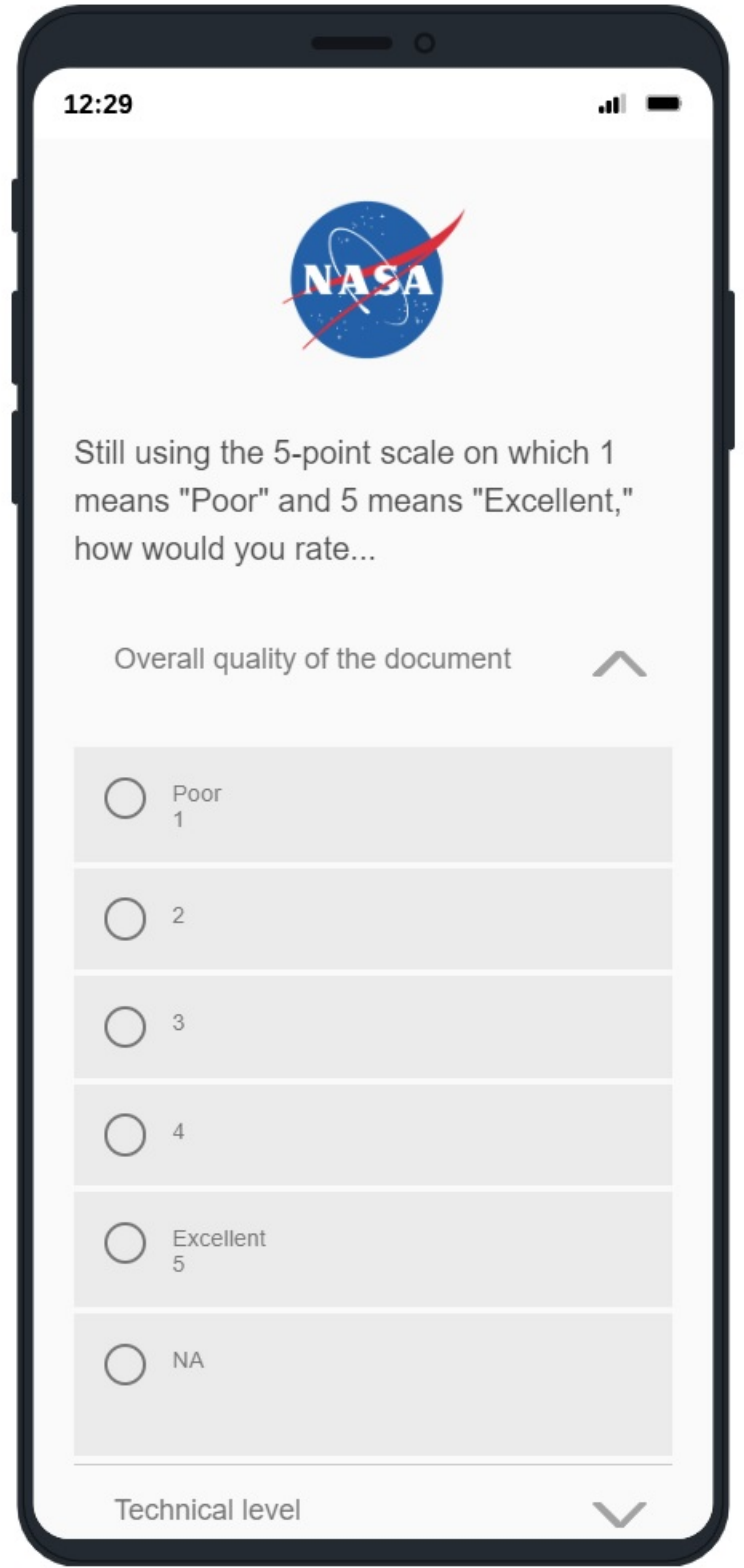 12:29
NASA
Still using the 5-point scale on which 1
means "Poor" and 5 means "Excellent,"
how would you rate...
Overall quality of the document
Poor
1
2
3
4
Excellent
5
NA
Technical level